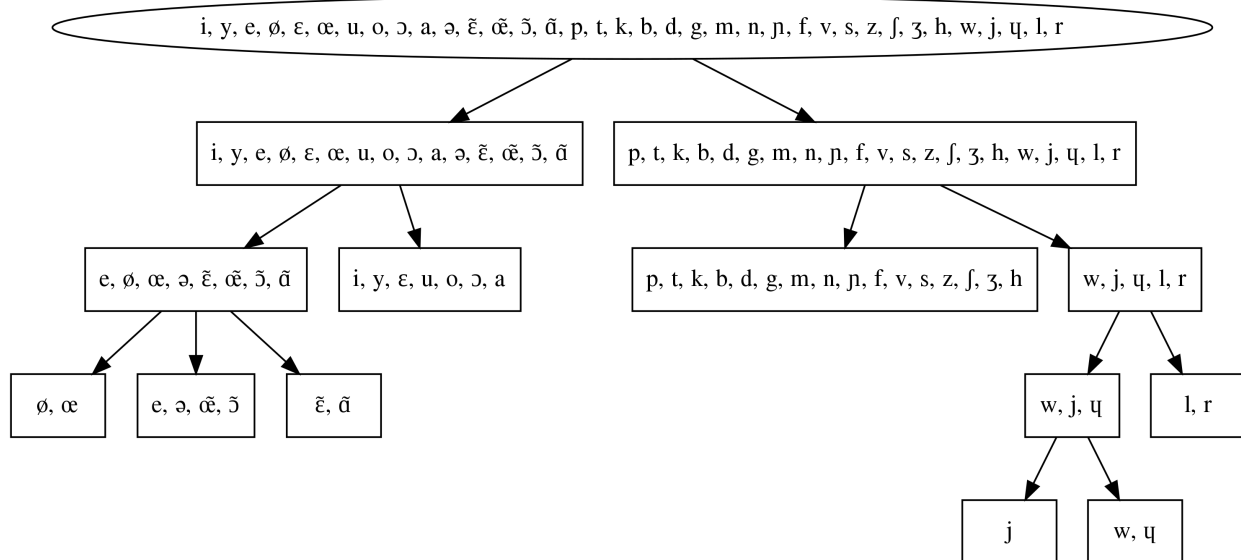 i, y, e, ø, ɛ, œ, u, o, ɔ, a, ə, ɛ̃, œ̃, ɔ̃, ɑ̃, p, t, k, b, d, g, m, n, ɲ, f, v, s, z, ʃ, ʒ, h, w, j, ɥ, l, r
i, y, e, ø, ɛ, œ, u, o, ɔ, a, ə, ɛ̃, œ̃, ɔ̃, ɑ̃
p, t, k, b, d, g, m, n, ɲ, f, v, s, z, ʃ, ʒ, h, w, j, ɥ, l, r
e, ø, œ, ə, ɛ̃, œ̃, ɔ̃, ɑ̃
i, y, ɛ, u, o, ɔ, a
p, t, k, b, d, g, m, n, ɲ, f, v, s, z, ʃ, ʒ, h
w, j, ɥ, l, r
ø, œ
e, ə, œ̃, ɔ̃
ɛ̃, ɑ̃
w, j, ɥ
l, r
j
w, ɥ